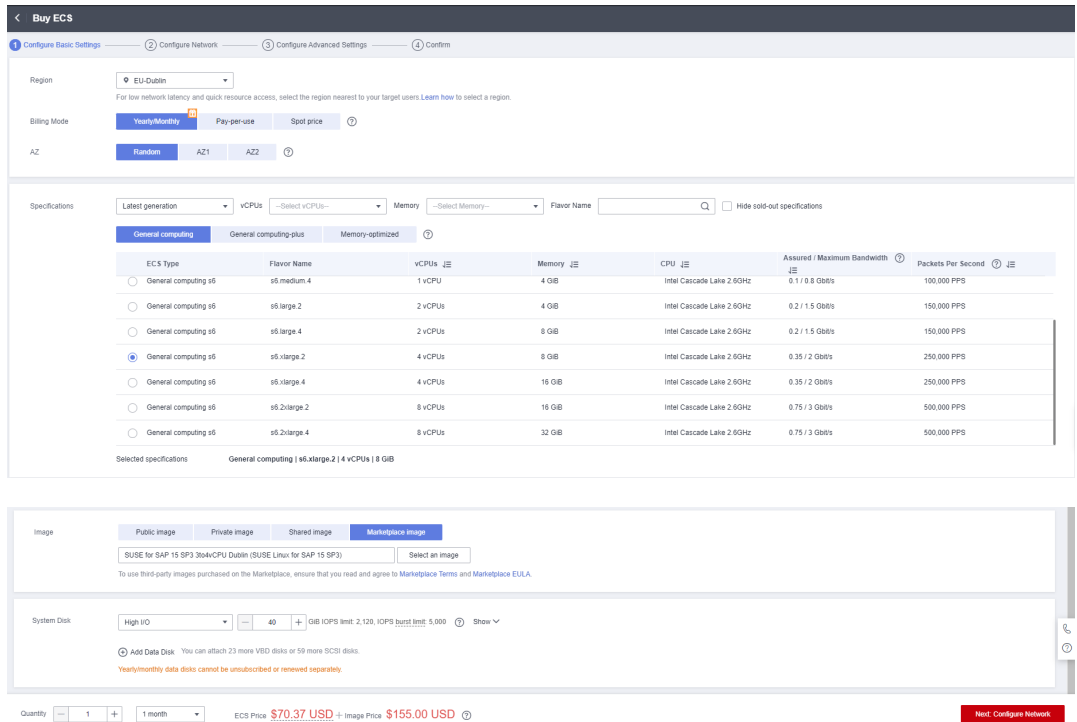 Buy ECS
1 Configure Basic Settings 2 Configure Network 3 Configure Advanced Settings 4 Confirm
Region EU-Dublin
For low network latency and quick resource access, select the region nearest to your target users Learn how to select a region.
Billing Mode Yearly/Monthly Pay-per-use Spot price ?
AZ Random AZ1 AZ2 ?
Specifications Latest generation vCPUs --Select vCPUs-- Memory --Select Memory-- Flavor Name Hide sold-out specifications
General computing General computing-plus Memory-optimized ?
ECS Type Flavor Name vCPUs Memory CPU Assured / Maximum Bandwidth ? Packets Per Second ?
General computing s6 s6.medium.4 1 vCPU 4 GiB Intel Cascade Lake 2.6GHz 0.1 / 0.8 Gbit/s 100,000 PPS
General computing s6 s6.large.2 2 vCPUs 4 GiB Intel Cascade Lake 2.6GHz 0.2 / 1.5 Gbit/s 150,000 PPS
General computing s6 s6.large.4 2 vCPUs 8 GiB Intel Cascade Lake 2.6GHz 0.2 / 1.5 Gbit/s 150,000 PPS
General computing s6 s6.xlarge.2 4 vCPUs 8 GiB Intel Cascade Lake 2.6GHz 0.35 / 2 Gbit/s 250,000 PPS
General computing s6 s6.xlarge.4 4 vCPUs 16 GiB Intel Cascade Lake 2.6GHz 0.35 / 2 Gbit/s 250,000 PPS
General computing s6 s6.2xlarge.2 8 vCPUs 16 GiB Intel Cascade Lake 2.6GHz 0.75 / 3 Gbit/s 500,000 PPS
General computing s6 s6.2xlarge.4 8 vCPUs 32 GiB Intel Cascade Lake 2.6GHz 0.75 / 3 Gbit/s 500,000 PPS
Selected specifications General computing | s6.xlarge.2 | 4 vCPUs | 8 GiB
Image Public image Private image Shared image Marketplace image
SUSE for SAP 15 SP3 3to4vCPU Dublin (SUSE Linux for SAP 15 SP3) Select an image
To use third-party images purchased on the Marketplace, ensure that you read and agree to Marketplace Terms and Marketplace EULA.
System Disk High I/O − 40 + GiB IOPS limit: 2,120, IOPS burst limit: 5,000 ? Show
Add Data Disk You can attach 23 more VBD disks or 59 more SCSI disks.
Yearly/monthly data disks cannot be unsubscribed or renewed separately.
Quantity − 1 + 1 month ECS Price $70.37 USD + Image Price $155.00 USD ? Next: Configure Network